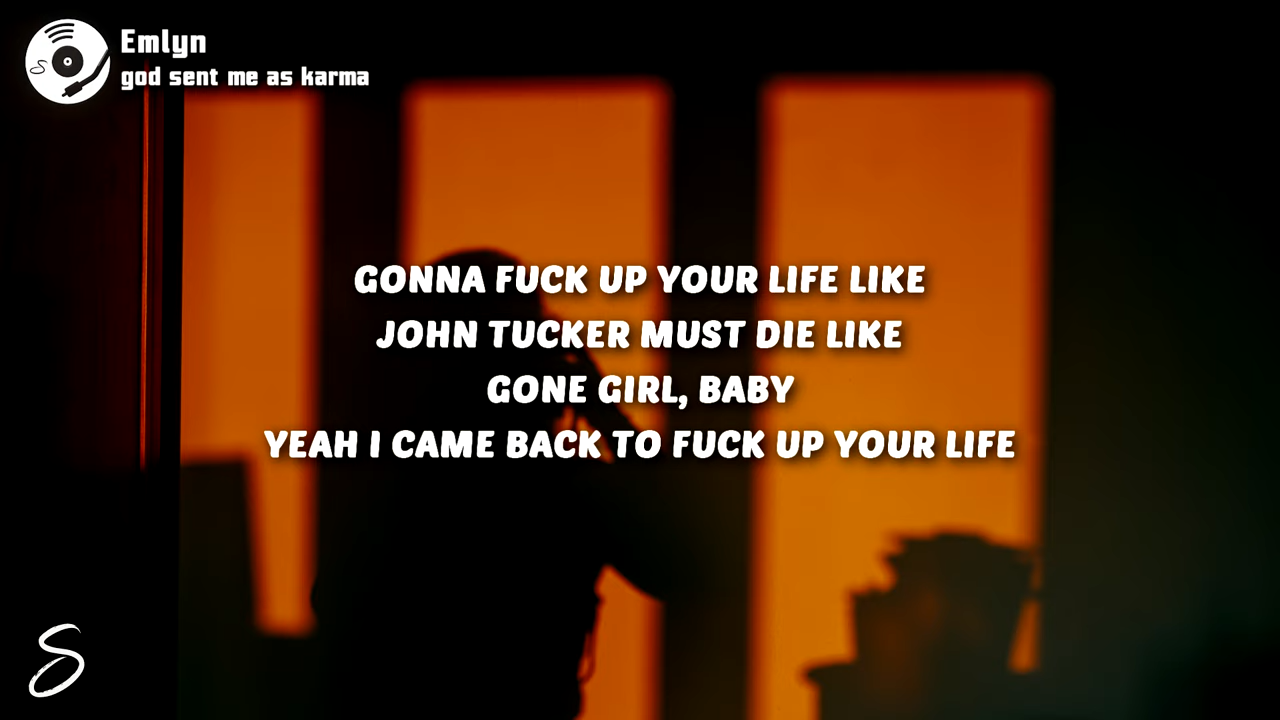 Emlyn
god sent me as karma
GONNA FUCK UP YOUR LIFE LIKE
JOHN TUCKER MUST DIE LIKE
GONE GIRL, BABY
YEAH I CAME BACK TO FUCK UP YOUR LIFE
S